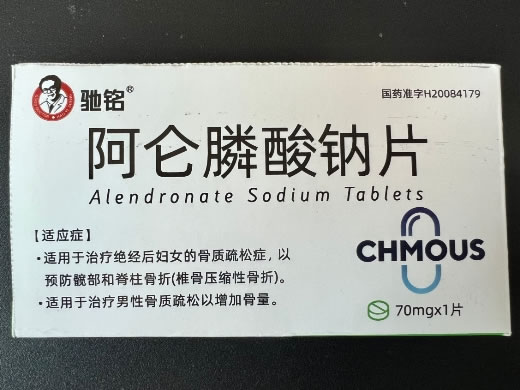 驰铭®
国药准字H20084179
阿仑膦酸钠片
Alendronate Sodium Tablets
【适应症】
·适用于治疗绝经后妇女的骨质疏松症，以
预防髋部和脊柱骨折(椎骨压缩性骨折)。
·适用于治疗男性骨质疏松以增加骨量。
CHMOUS
70mgx1片